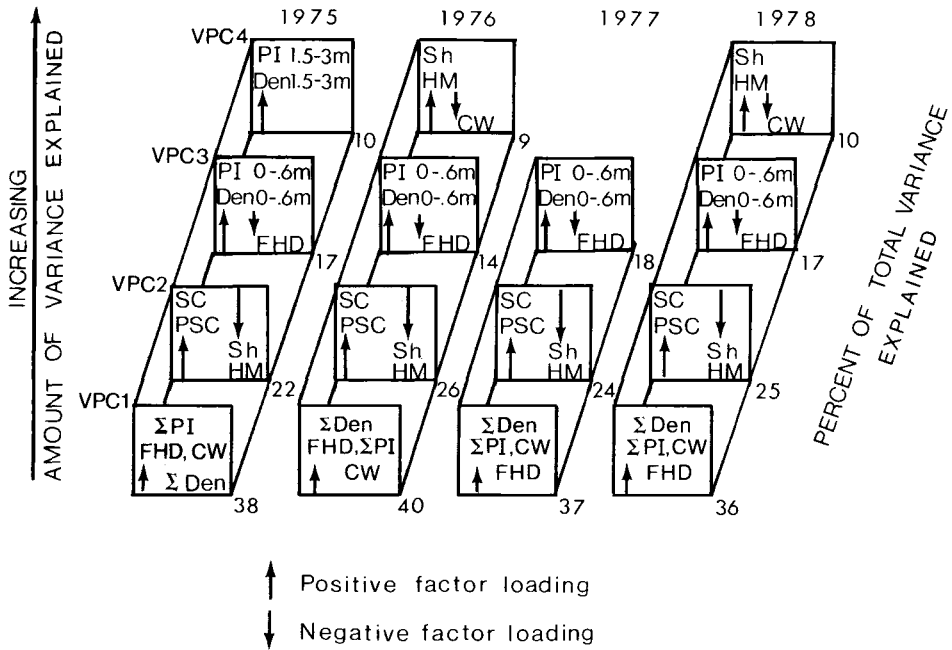 1975 1976 1977 1978
INCREASING
AMOUNT OF VARIANCE EXPLAINED
VPC4
PI 1.5-3m
Den1.5-3m
10
Sh
HM
CW
9
Sh
HM
CW
10
VPC3
PI 0-.6m
Den0-.6m
FHD
17
PI 0-.6m
Den0-.6m
FHD
14
PI 0-.6m
Den0-.6m
FHD
18
PI 0-.6m
Den0-.6m
FHD
17
VPC2
SC
PSC
Sh
HM
22
SC
PSC
Sh
HM
26
SC
PSC
Sh
HM
24
SC
PSC
Sh
HM
25
VPC1
ΣPI
FHD, CW
Σ Den
38
ΣDen
FHD,ΣPI
CW
40
ΣDen
ΣPI,CW
FHD
37
ΣDen
ΣPI,CW
FHD
36
PERCENT OF TOTAL VARIANCE
EXPLAINED
Positive factor loading
Negative factor loading